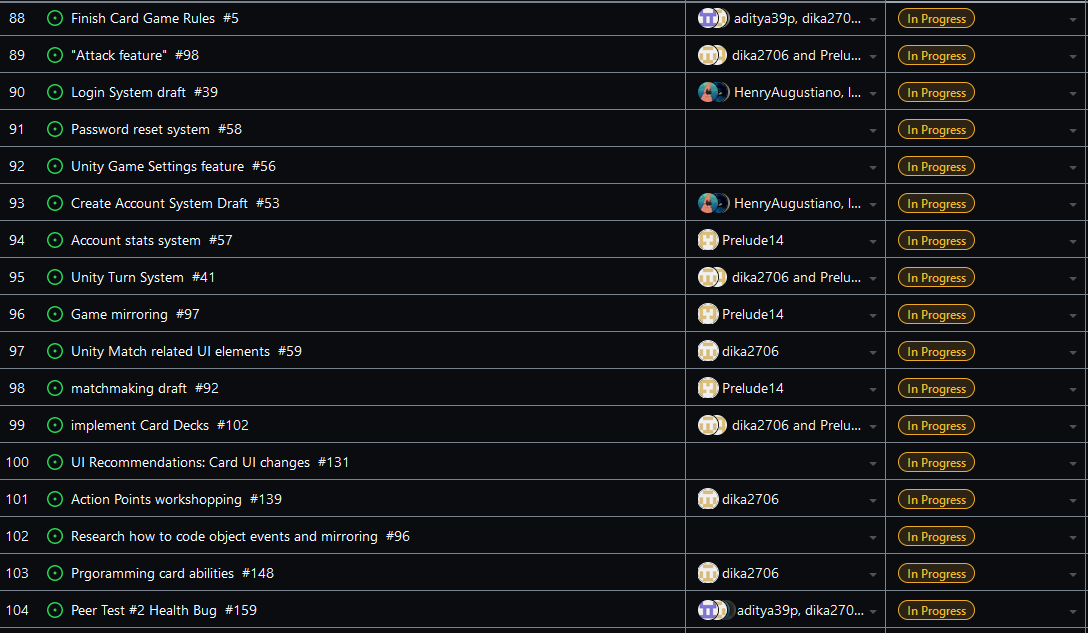 88 Finish Card Game Rules #5 aditya39p, dika270... In Progress
89 "Attack feature" #98 dika2706 and Prelu... In Progress
90 Login System draft #39 HenryAugustiano, I... In Progress
91 Password reset system #58 In Progress
92 Unity Game Settings feature #56 In Progress
93 Create Account System Draft #53 HenryAugustiano, I... In Progress
94 Account stats system #57 Prelude14 In Progress
95 Unity Turn System #41 dika2706 and Prelu... In Progress
96 Game mirroring #97 Prelude14 In Progress
97 Unity Match related UI elements #59 dika2706 In Progress
98 matchmaking draft #92 Prelude14 In Progress
99 implement Card Decks #102 dika2706 and Prelu... In Progress
100 UI Recommendations: Card UI changes #131 In Progress
101 Action Points workshopping #139 dika2706 In Progress
102 Research how to code object events and mirroring #96 In Progress
103 Prgoramming card abilities #148 dika2706 In Progress
104 Peer Test #2 Health Bug #159 aditya39p, dika270... In Progress